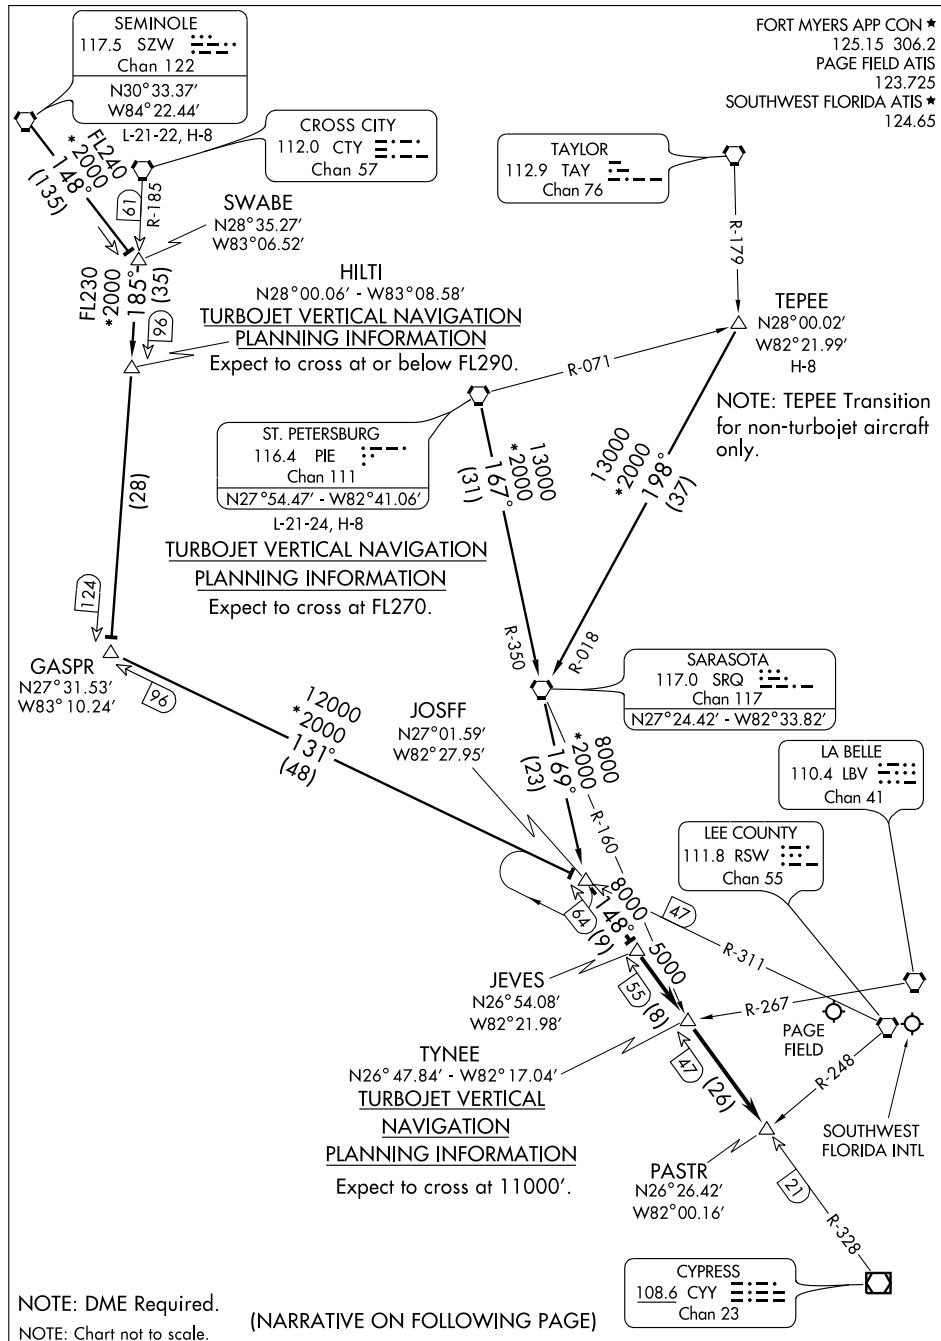 FORT MYERS APP CON ★
125.15 306.2
PAGE FIELD ATIS
123.725
SOUTHWEST FLORIDA ATIS ★
124.65
SEMINOLE
117.5 SZW
Chan 122
N30°33.37'
W84°22.44'
L-21-22, H-8
CROSS CITY
112.0 CTY
Chan 57
TAYLOR
112.9 TAY
Chan 76
FL240
*2000
148°
(135)
61
R-185
R-179
SWABE
N28°35.27'
W83°06.52'
FL230
*2000
185°
(35)
96
HILTI
N28°00.06' - W83°08.58'
TURBOJET VERTICAL NAVIGATION
PLANNING INFORMATION
Expect to cross at or below FL290.
TEPEE
N28°00.02'
W82°21.99'
H-8
R-071
NOTE: TEPEE Transition
for non-turbojet aircraft
only.
ST. PETERSBURG
116.4 PIE
Chan 111
N27°54.47' - W82°41.06'
L-21-24, H-8
TURBOJET VERTICAL NAVIGATION
PLANNING INFORMATION
Expect to cross at FL270.
13000
*2000
167°
(31)
13000
*2000
198°
(37)
(28)
124
R-350
R-018
GASPR
N27°31.53'
W83°10.24'
96
12000
*2000
131°
(48)
SARASOTA
117.0 SRQ
Chan 117
N27°24.42' - W82°33.82'
JOSFF
N27°01.59'
W82°27.95'
8000
*2000
169°
(23)
R-160
LA BELLE
110.4 LBV
Chan 41
LEE COUNTY
111.8 RSW
Chan 55
64
148°
(9)
8000
5000
47
R-311
JEVES
N26°54.08'
W82°21.98'
55
(8)
R-267
PAGE
FIELD
TYNEE
N26°47.84' - W82°17.04'
TURBOJET VERTICAL
NAVIGATION
PLANNING INFORMATION
Expect to cross at 11000'.
47
(26)
R-248
SOUTHWEST
FLORIDA INTL
PASTR
N26°26.42'
W82°00.16'
21
R-328
CYPRESS
108.6 CYY
Chan 23
NOTE: DME Required.
NOTE: Chart not to scale.
(NARRATIVE ON FOLLOWING PAGE)